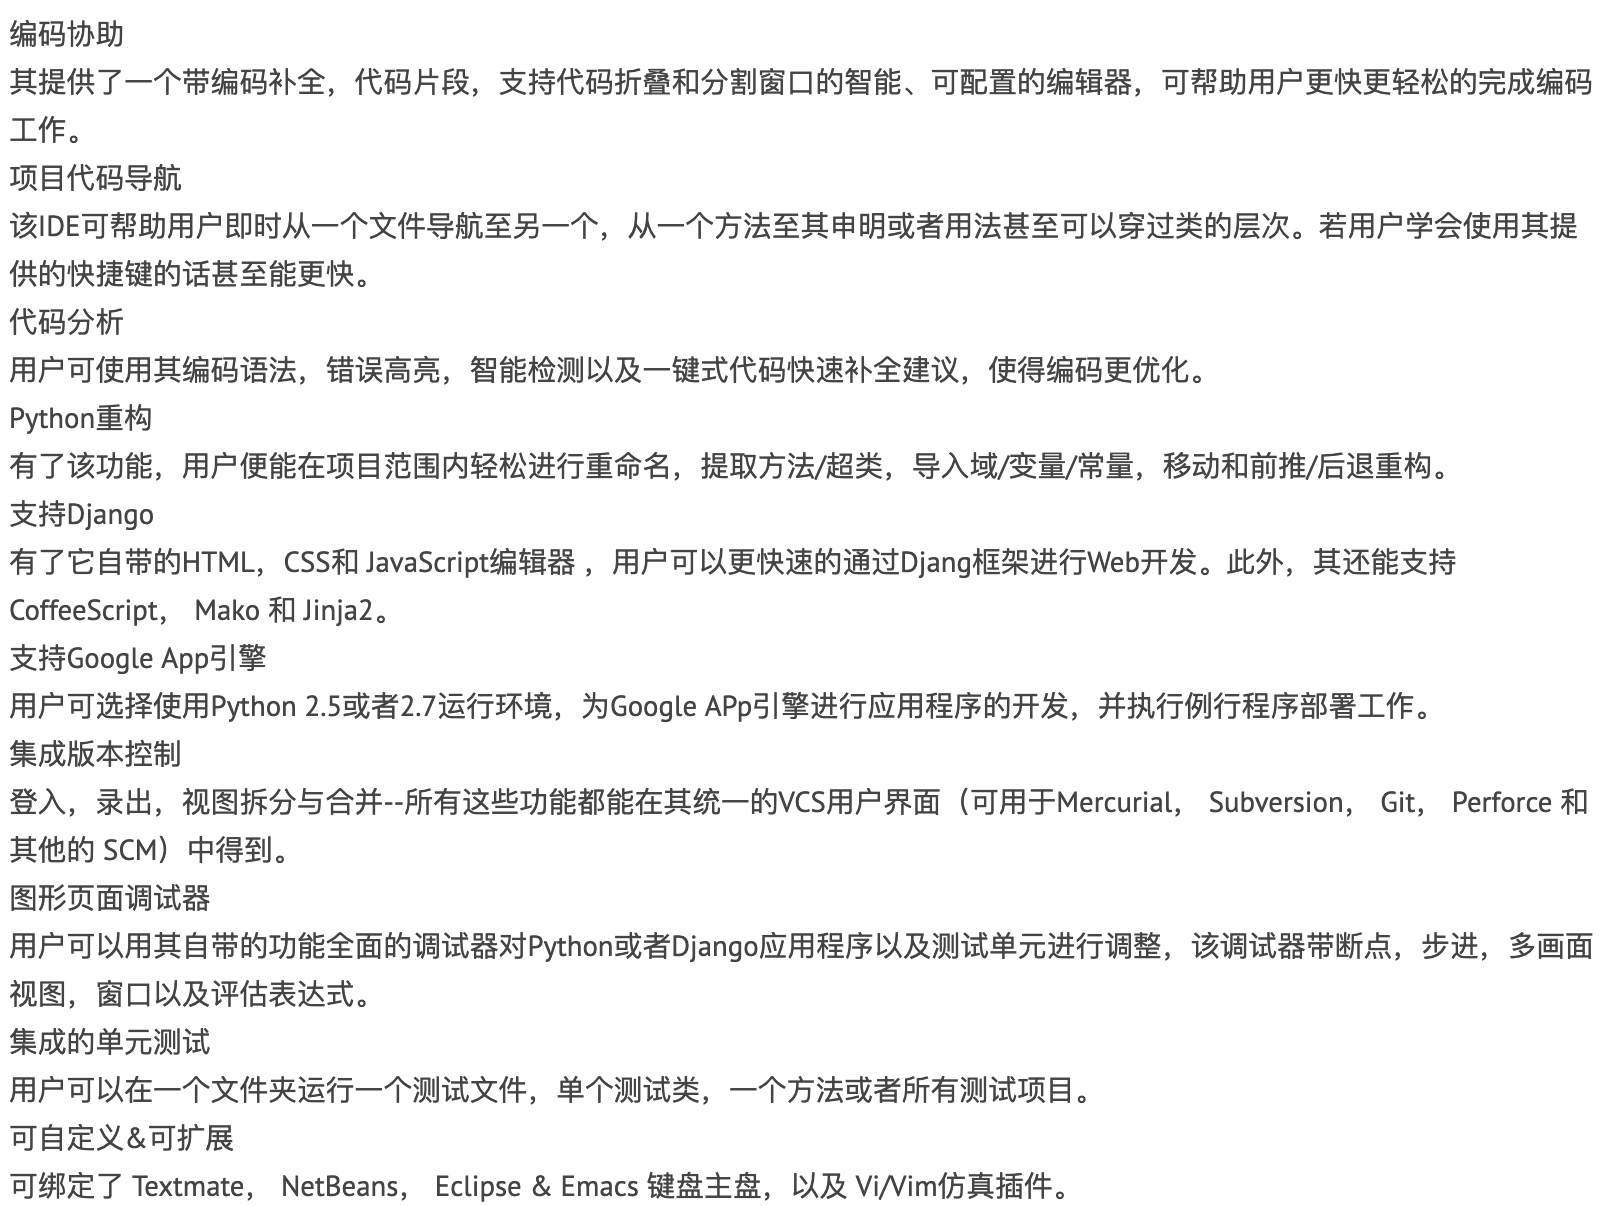 编码协助
其提供了一个带编码补全，代码片段，支持代码折叠和分割窗口的智能、可配置的编辑器，可帮助用户更快更轻松的完成编码
工作。
项目代码导航
该IDE可帮助用户即时从一个文件导航至另一个，从一个方法至其申明或者用法甚至可以穿过类的层次。若用户学会使用其提
供的快捷键的话甚至能更快。
代码分析
用户可使用其编码语法，错误高亮，智能检测以及一键式代码快速补全建议，使得编码更优化。
Python重构
有了该功能，用户便能在项目范围内轻松进行重命名，提取方法/超类，导入域/变量/常量，移动和前推/后退重构。
支持Django
有了它自带的HTML，CSS和 JavaScript编辑器 ，用户可以更快速的通过Djang框架进行Web开发。此外，其还能支持
CoffeeScript， Mako 和 Jinja2。
支持Google App引擎
用户可选择使用Python 2.5或者2.7运行环境，为Google APp引擎进行应用程序的开发，并执行例行程序部署工作。
集成版本控制
登入，录出，视图拆分与合并--所有这些功能都能在其统一的VCS用户界面（可用于Mercurial， Subversion， Git， Perforce 和
其他的 SCM）中得到。
图形页面调试器
用户可以用其自带的功能全面的调试器对Python或者Django应用程序以及测试单元进行调整，该调试器带断点，步进，多画面
视图，窗口以及评估表达式。
集成的单元测试
用户可以在一个文件夹运行一个测试文件，单个测试类，一个方法或者所有测试项目。
可自定义&可扩展
可绑定了 Textmate， NetBeans， Eclipse & Emacs 键盘主盘，以及 Vi/Vim仿真插件。